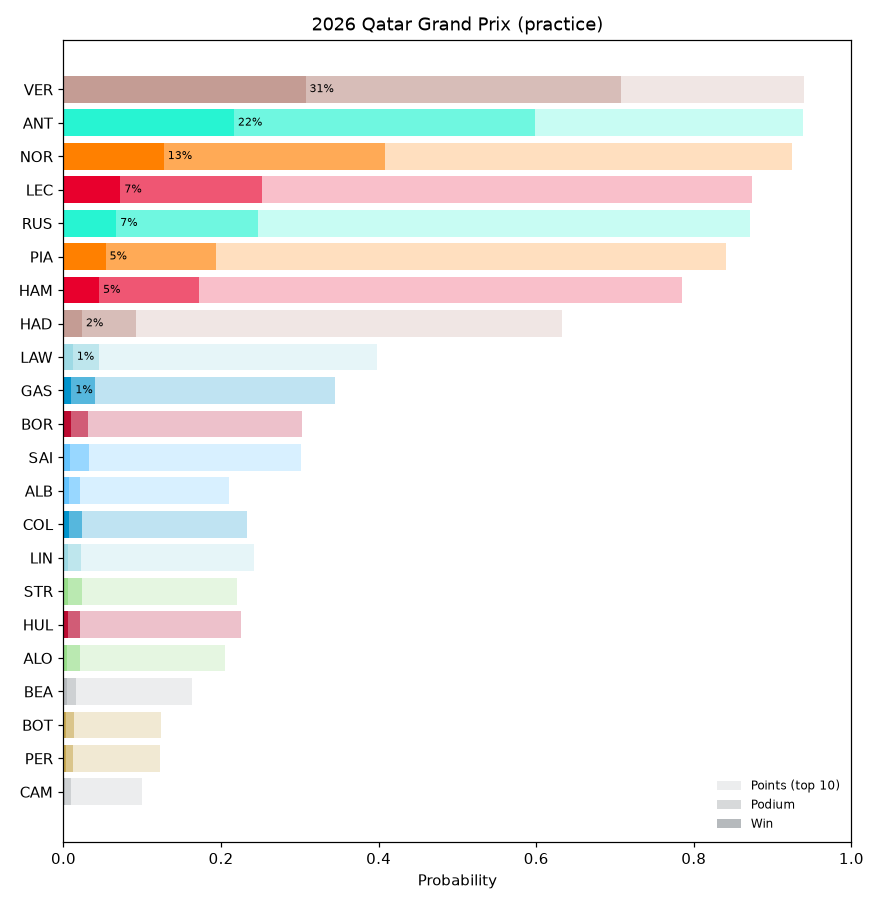 2026 Qatar Grand Prix (practice)
VER 31%
ANT 22%
NOR 13%
LEC 7%
RUS 7%
PIA 5%
HAM 5%
HAD 2%
LAW 1%
GAS 1%
BOR
SAI
ALB
COL
LIN
STR
HUL
ALO
BEA
BOT
PER
CAM
Points (top 10)
Podium
Win
0.0 0.2 0.4 0.6 0.8 1.0
Probability